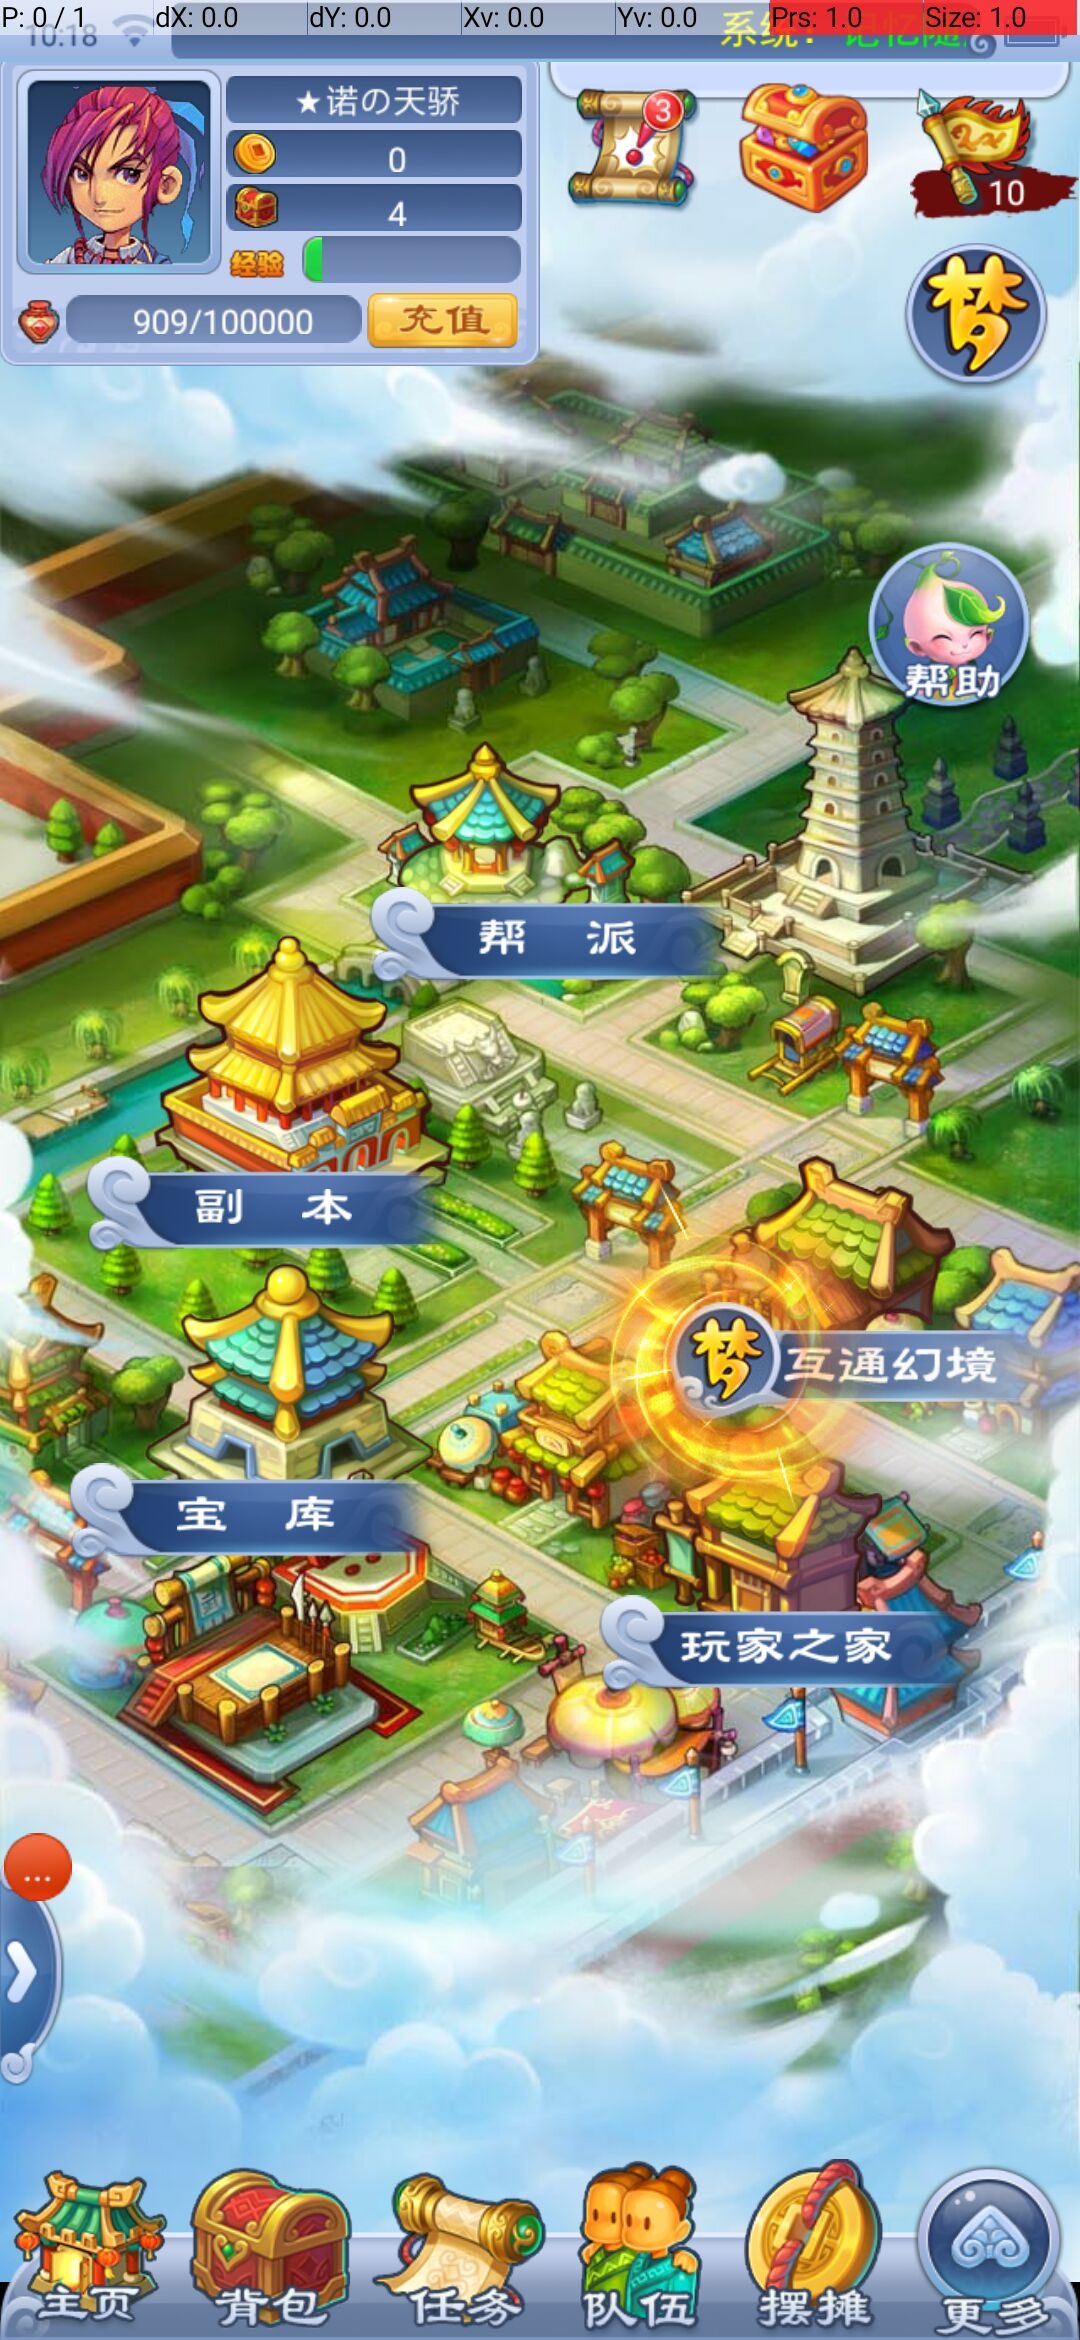 P: 0 / 1 dX: 0.0 dY: 0.0 Xv: 0.0 Yv: 0.0 Prs: 1.0 Size: 1.0
10:18 系统: 记忆随
★诺の天骄
0
3
4
10
经验
909/100000 充值
梦
帮助
帮 派
副 本
梦 互通幻境
宝 库
玩家之家
...
主页 背包 任务 队伍 摆摊 更多